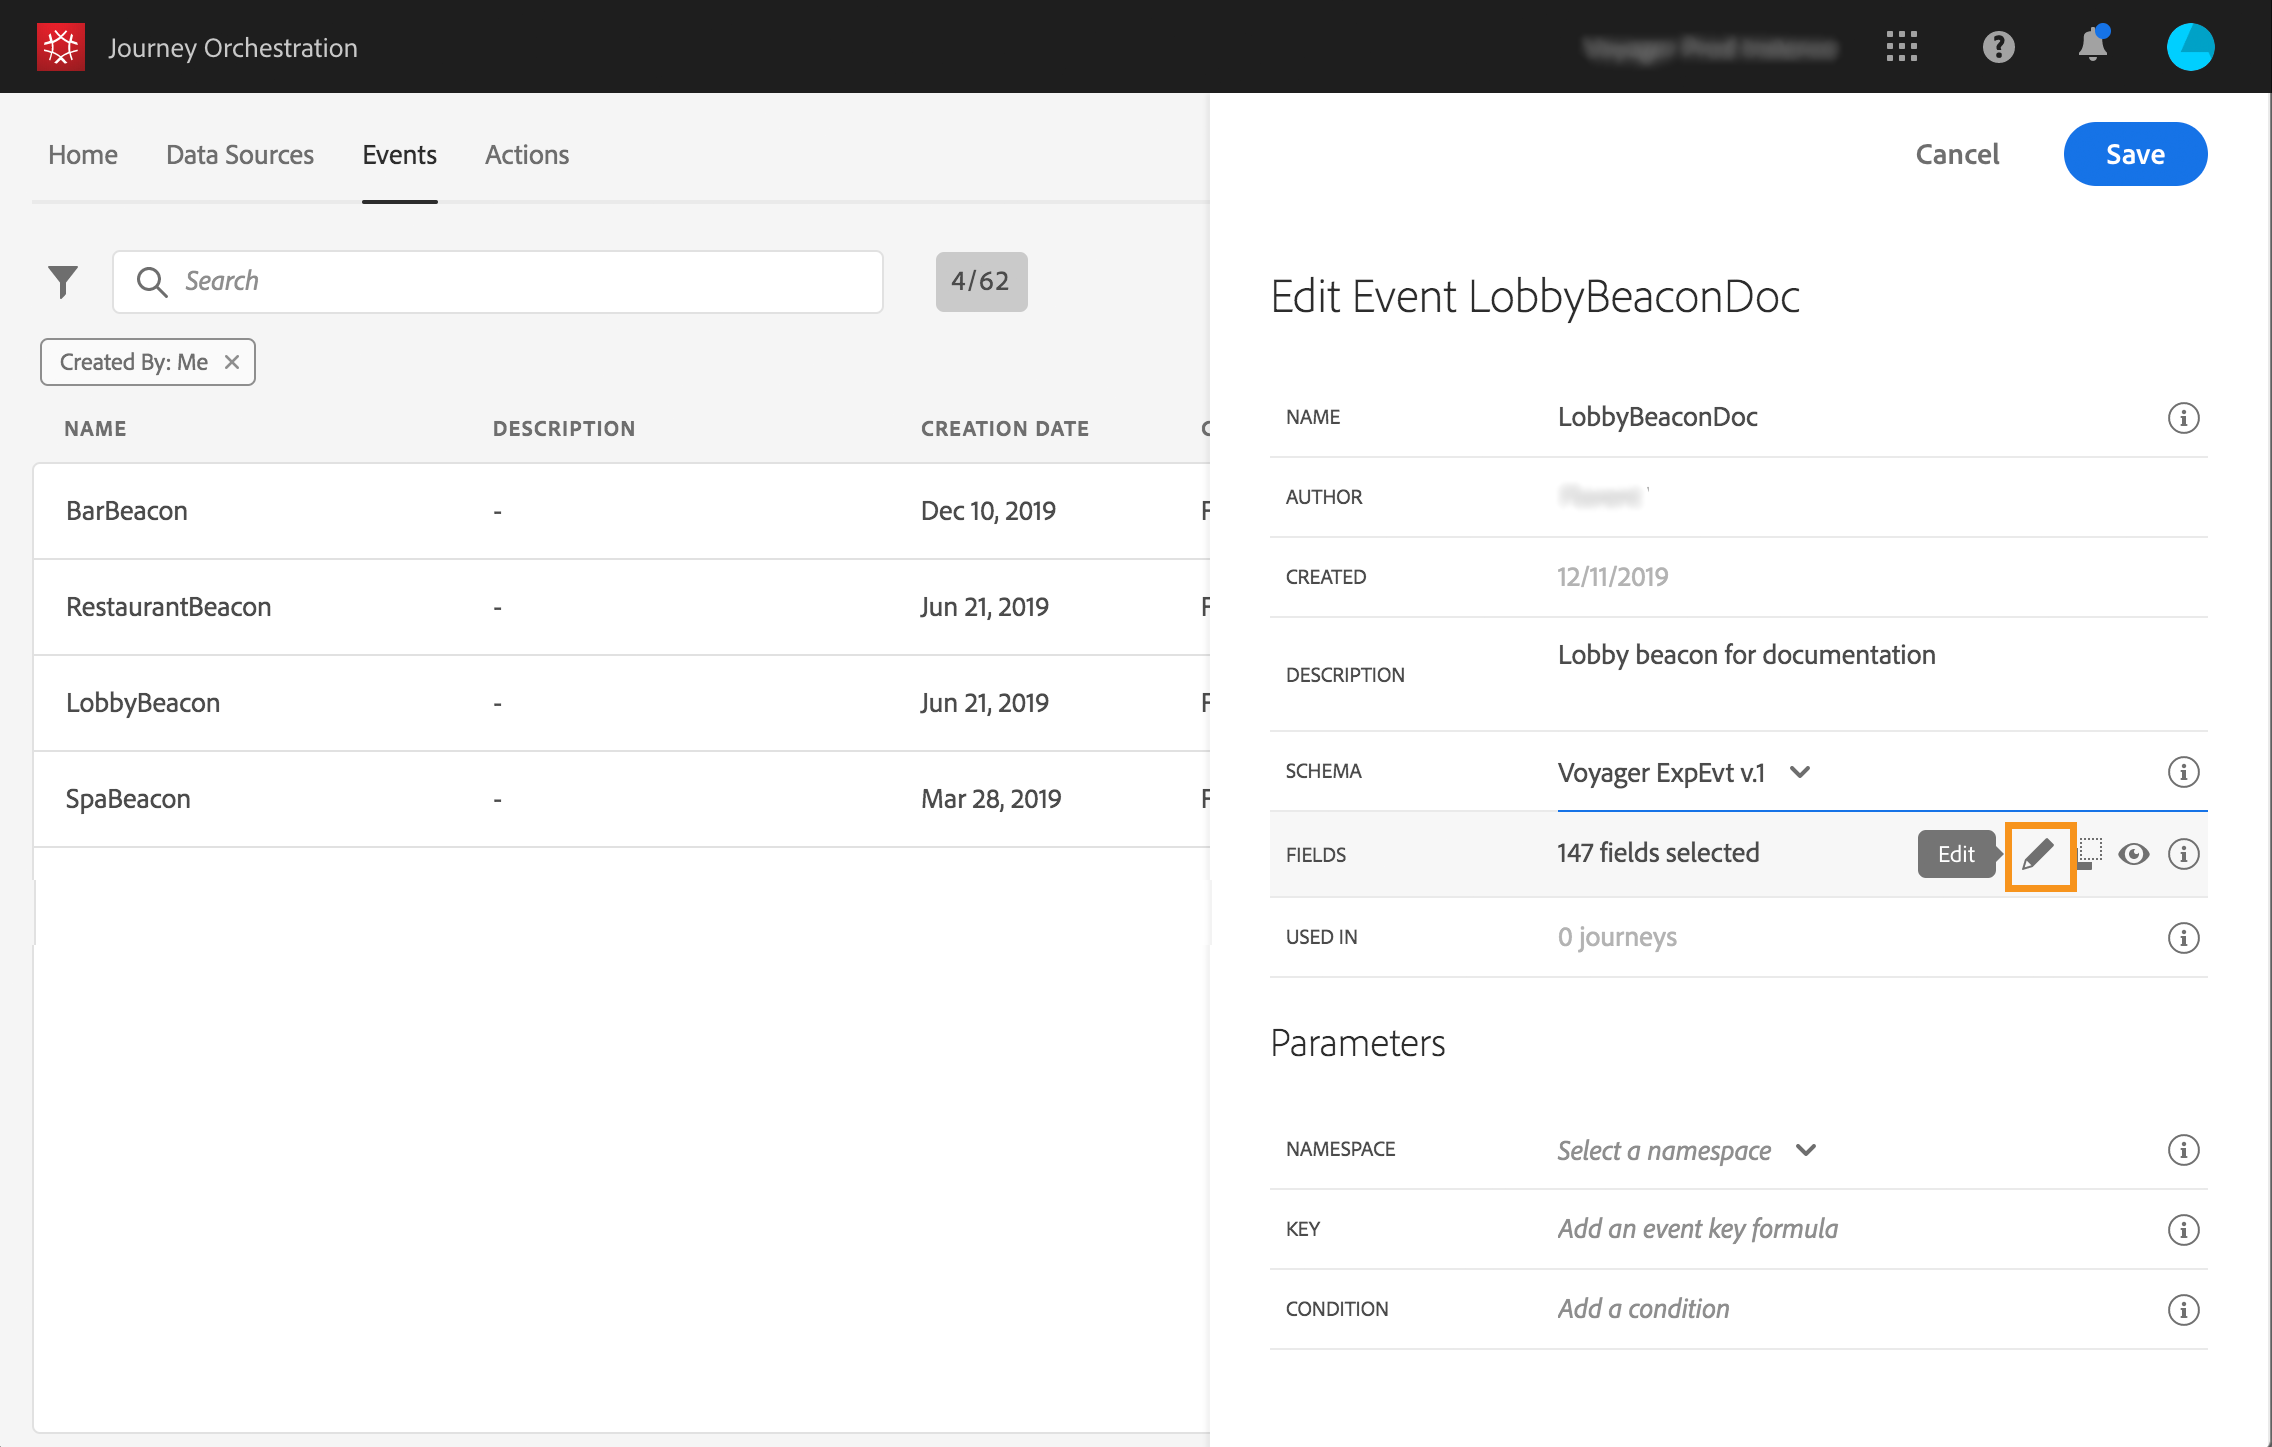 Journey Orchestration
Home Data Sources Events Actions
Search
4/62
Created By: Me
NAME DESCRIPTION CREATION DATE
BarBeacon - Dec 10, 2019
RestaurantBeacon - Jun 21, 2019
LobbyBeacon - Jun 21, 2019
SpaBeacon - Mar 28, 2019
Cancel Save
Edit Event LobbyBeaconDoc
NAME LobbyBeaconDoc
AUTHOR
CREATED 12/11/2019
DESCRIPTION Lobby beacon for documentation
SCHEMA Voyager ExpEvt v.1
FIELDS 147 fields selected Edit
USED IN 0 journeys
Parameters
NAMESPACE Select a namespace
KEY Add an event key formula
CONDITION Add a condition